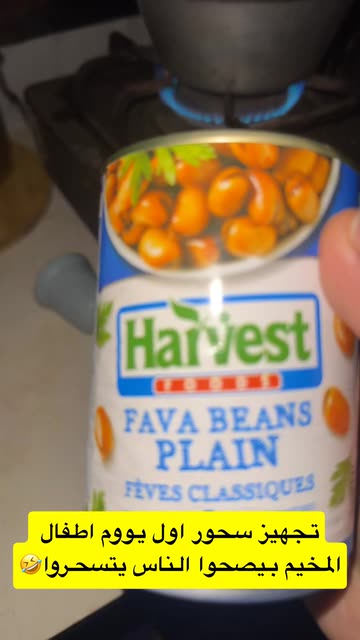 Harvest
FOODS
FAVA BEANS
PLAIN
FÈVES CLASSIQUES
تجهيز سحور اول يووم اطفال
المخيم بيصحوا الناس يتسحروا🤣